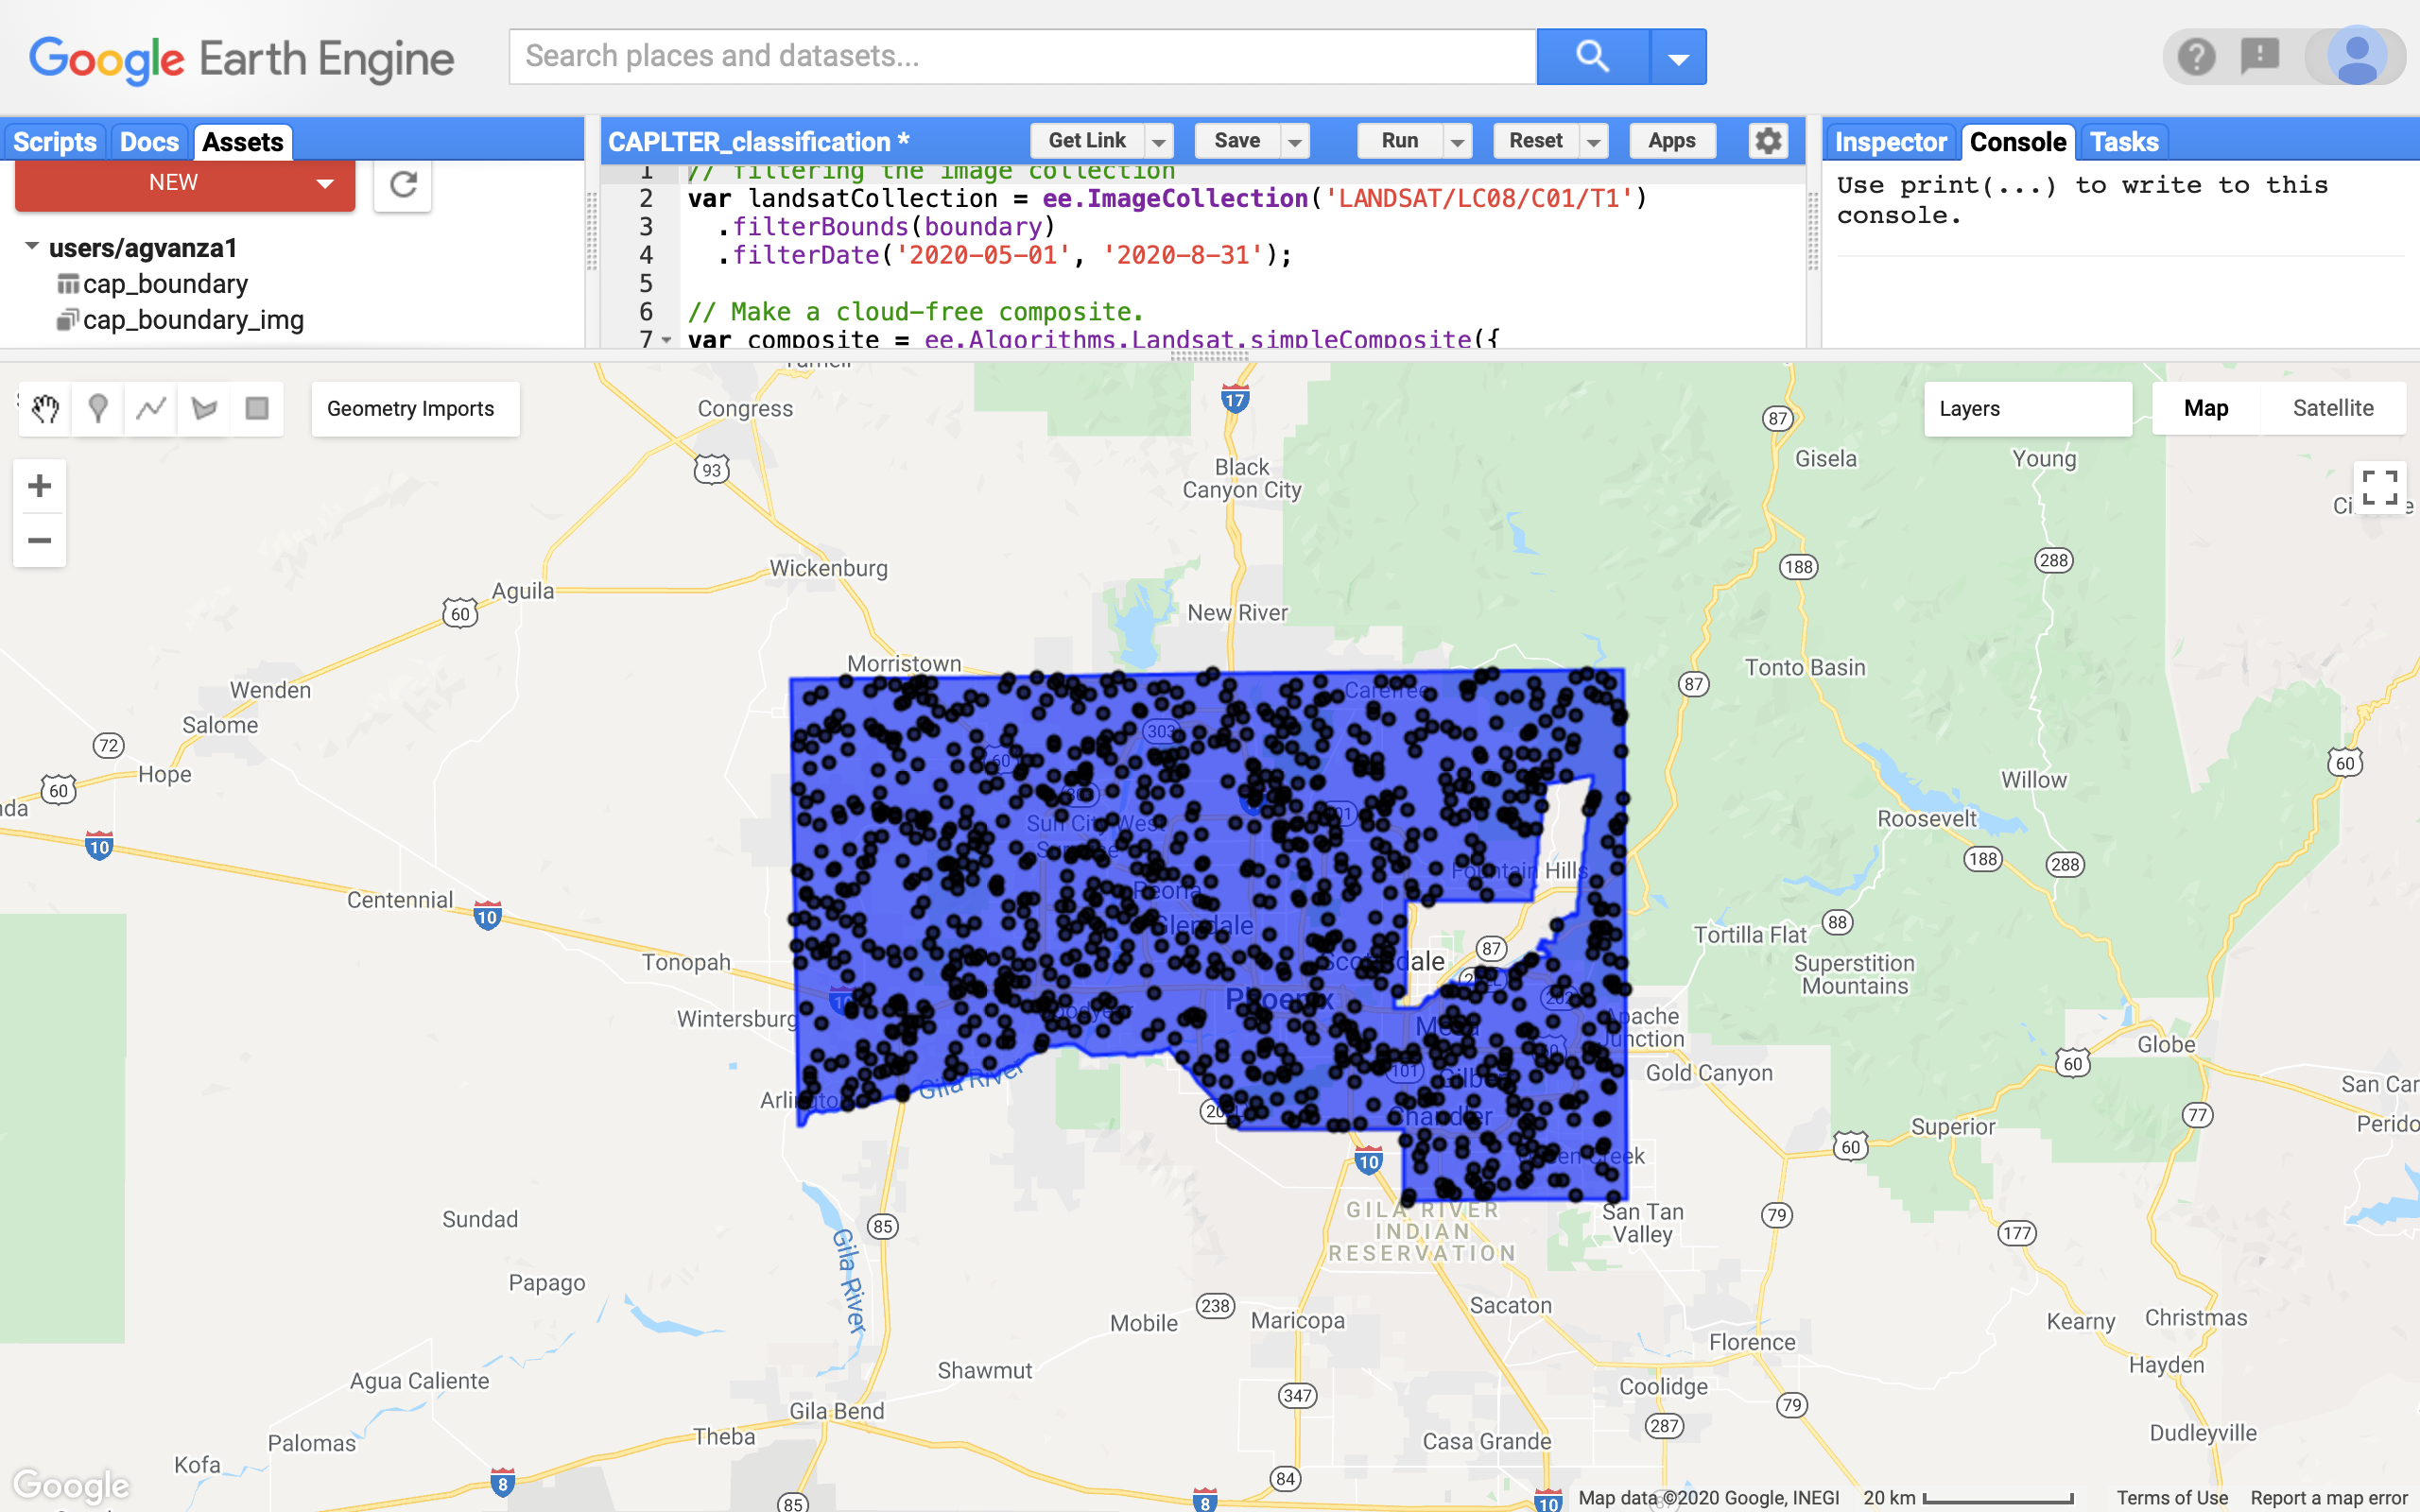 Google Earth Engine
Search places and datasets...
Scripts Docs Assets
NEW
users/agvanza1
cap_boundary
cap_boundary_img
CAPLTER_classification *
Get Link Save Run Reset Apps
1 // filtering the image collection
2 var landsatCollection = ee.ImageCollection('LANDSAT/LC08/C01/T1')
3 .filterBounds(boundary)
4 .filterDate('2020-05-01', '2020-8-31');
5
6 // Make a cloud-free composite.
7 var composite = ee.Algorithms.Landsat.simpleComposite({
Inspector Console Tasks
Use print(...) to write to this
console.
Geometry Imports
Layers
Map Satellite
Congress
17
87
93
Black
Canyon City
Gisela
Young
Wickenburg
188
288
Aguila
60
New River
Morristown
Tonto Basin
87
Wenden
Salome
Carefree
303
72
Hope
60
60
60
Willow
10
Sun City West
Roosevelt
188
288
Fountain Hills
Peoria
Centennial
10
Glendale
88
Tortilla Flat
87
Tonopah
Scottsdale
Superstition
Mountains
Phoenix
10
Wintersburg
Goodyear
202
Mesa
Apache
Junction
Globe
60
Gold Canyon
101
Gilbert
Gila River
Arlington
Chandler
77
Superior
60
10
Queen Creek
Sundad
85
GILA RIVER
INDIAN
RESERVATION
San Tan
Valley
79
177
Gila River
Papago
238
Mobile
Maricopa
Sacaton
Kearny
Christmas
Florence
Shawmut
Hayden
Agua Caliente
347
Coolidge
79
Gila Bend
287
Theba
Casa Grande
Dudleyville
Palomas
Kofa
8
84
85
8
10
Google
Map data ©2020 Google, INEGI 20 km Terms of Use Report a map error